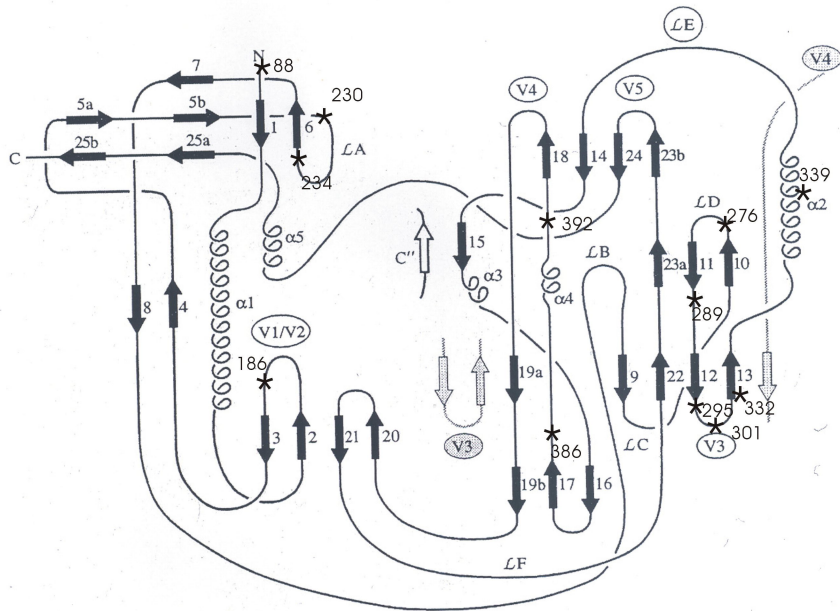 ℒE
V4
N
88
7
230
5a
5b
1
6
V4
V5
ℒA
C
25b
25a
234
18
14
24
23b
339
α2
ℒD
276
392
15
α5
C''
ℒB
23a
11
10
α3
α4
8
4
α1
289
V1/V2
186
19a
9
22
12
13
332
295
301
V3
3
2
21
20
V3
386
ℒC
19b
17
16
ℒF